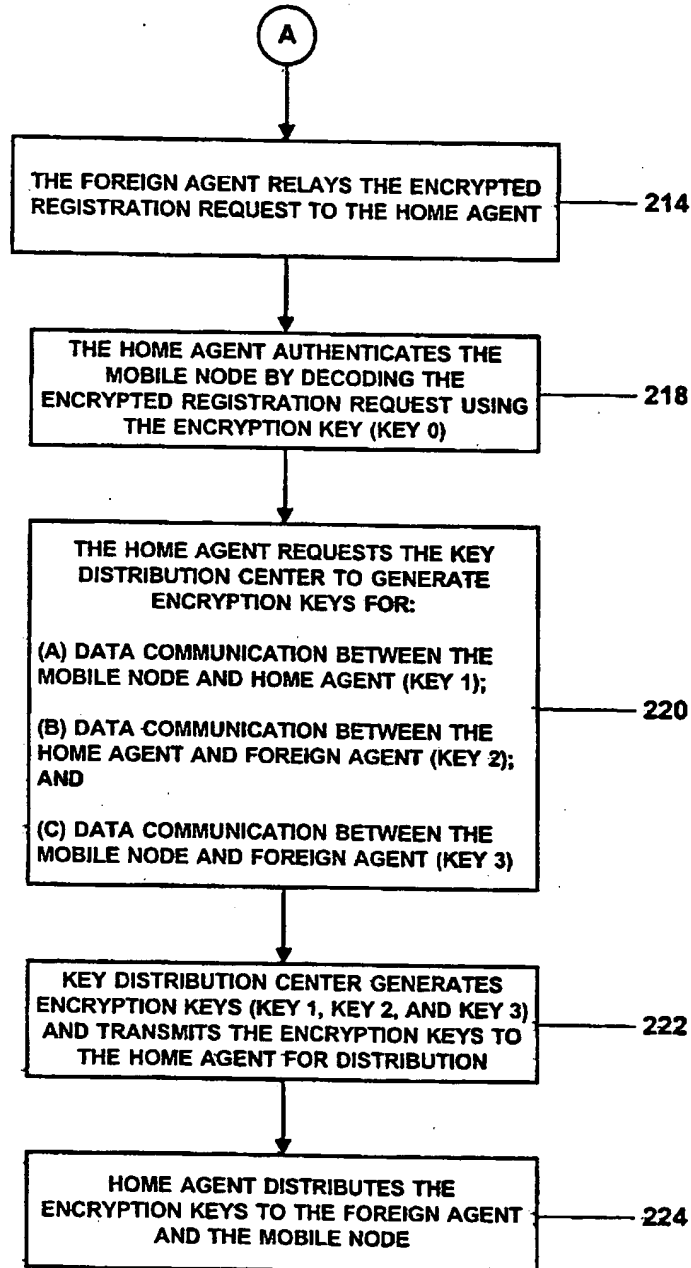 A
THE FOREIGN AGENT RELAYS THE ENCRYPTED
REGISTRATION REQUEST TO THE HOME AGENT
214
THE HOME AGENT AUTHENTICATES THE
MOBILE NODE BY DECODING THE
ENCRYPTED REGISTRATION REQUEST USING
THE ENCRYPTION KEY (KEY 0)
218
THE HOME AGENT REQUESTS THE KEY
DISTRIBUTION CENTER TO GENERATE
ENCRYPTION KEYS FOR:
(A) DATA COMMUNICATION BETWEEN THE
MOBILE NODE AND HOME AGENT (KEY 1);
(B) DATA COMMUNICATION BETWEEN THE
HOME AGENT AND FOREIGN AGENT (KEY 2);
AND
(C) DATA COMMUNICATION BETWEEN THE
MOBILE NODE AND FOREIGN AGENT (KEY 3)
220
KEY DISTRIBUTION CENTER GENERATES
ENCRYPTION KEYS (KEY 1, KEY 2, AND KEY 3)
AND TRANSMITS THE ENCRYPTION KEYS TO
THE HOME AGENT FOR DISTRIBUTION
222
HOME AGENT DISTRIBUTES THE
ENCRYPTION KEYS TO THE FOREIGN AGENT
AND THE MOBILE NODE
224